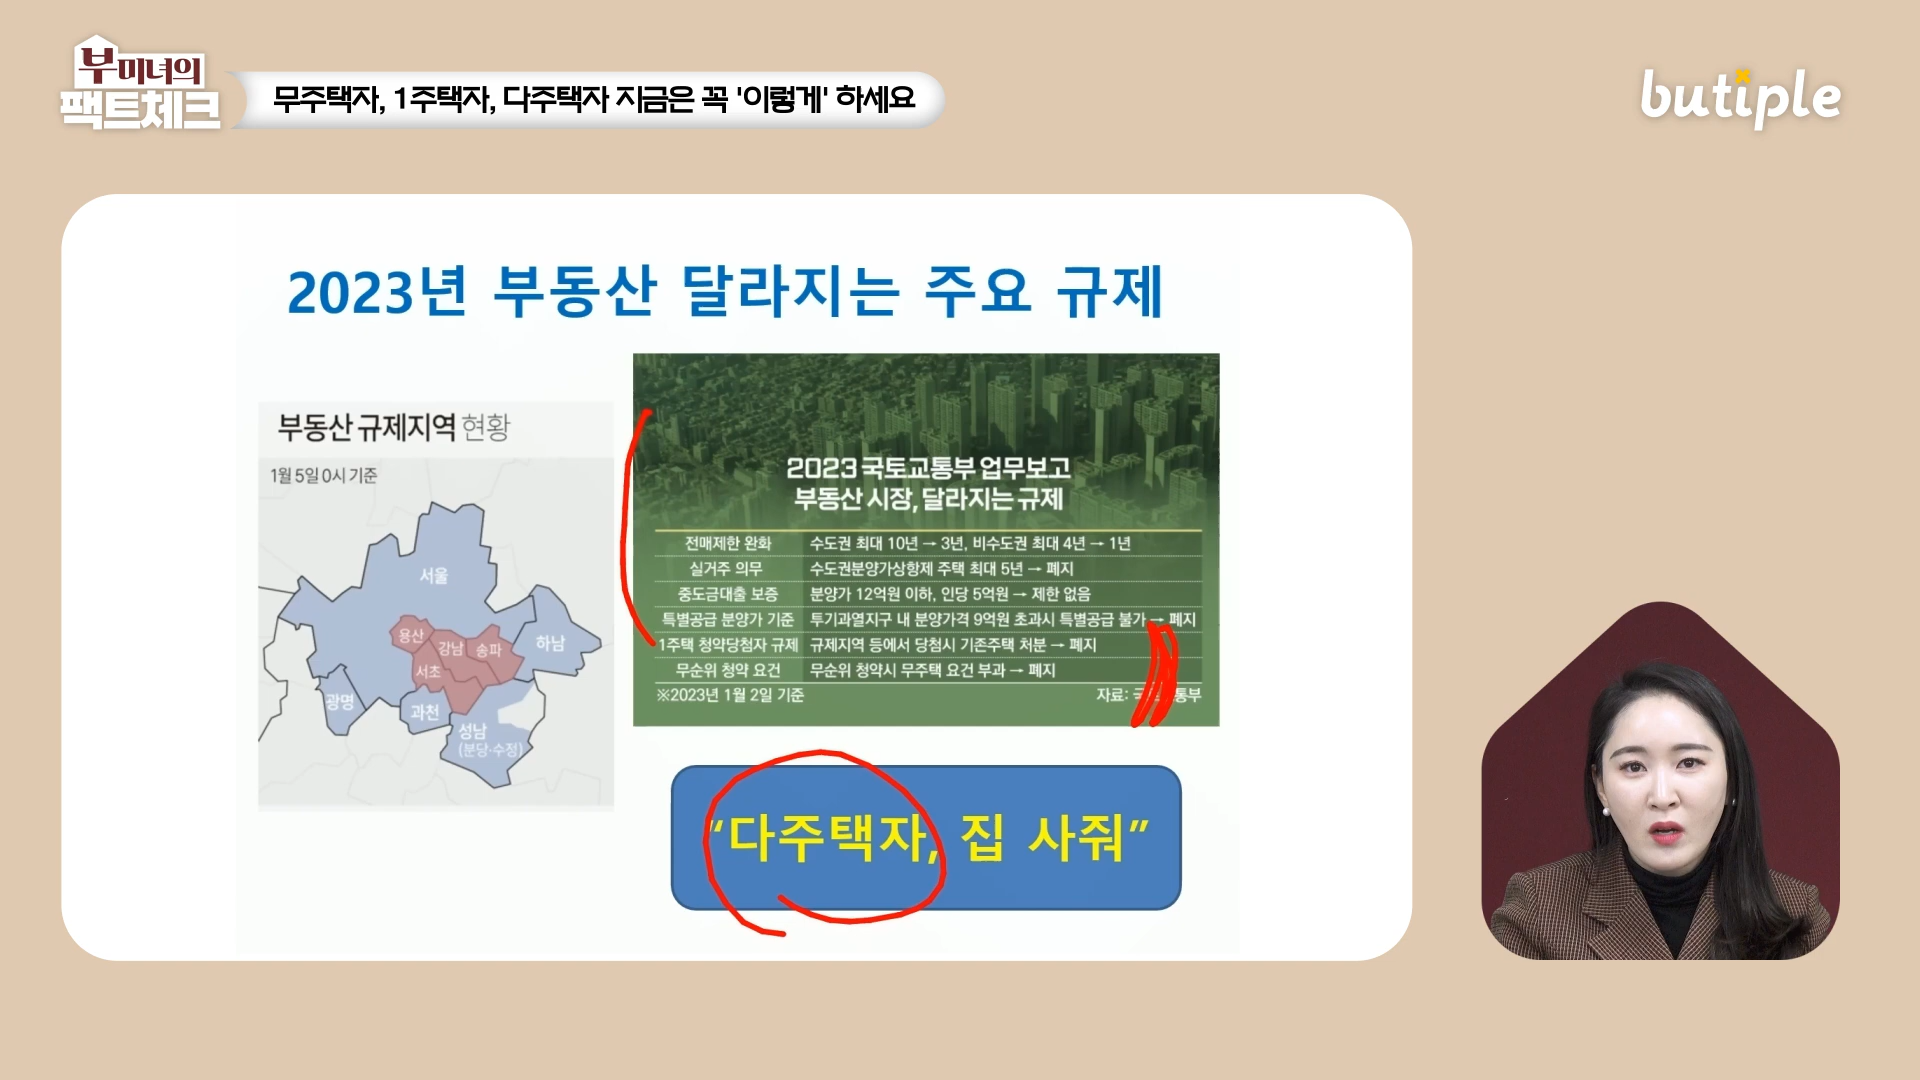 부미녀의
팩트체크
무주택자, 1주택자, 다주택자 지금은 꼭 '이렇게' 하세요
butiple
2023년 부동산 달라지는 주요 규제
부동산 규제지역 현황
1월 5일 0시 기준
서울
용산
강남
송파
하남
서초
광명
과천
성남
(분당·수정)
2023 국토교통부 업무보고
부동산 시장, 달라지는 규제
전매제한 완화 수도권 최대 10년 → 3년, 비수도권 최대 4년 → 1년
실거주 의무 수도권분양가상항제 주택 최대 5년 → 폐지
중도금대출 보증 분양가 12억원 이하, 인당 5억원 → 제한 없음
특별공급 분양가 기준 투기과열지구 내 분양가격 9억원 초과시 특별공급 불가 → 폐지
1주택 청약당첨자 규제 규제지역 등에서 당첨시 기존주택 처분 → 폐지
무순위 청약 요건 무순위 청약시 무주택 요건 부과 → 폐지
※2023년 1월 2일 기준 자료: 국토교통부
“다주택자, 집 사줘”